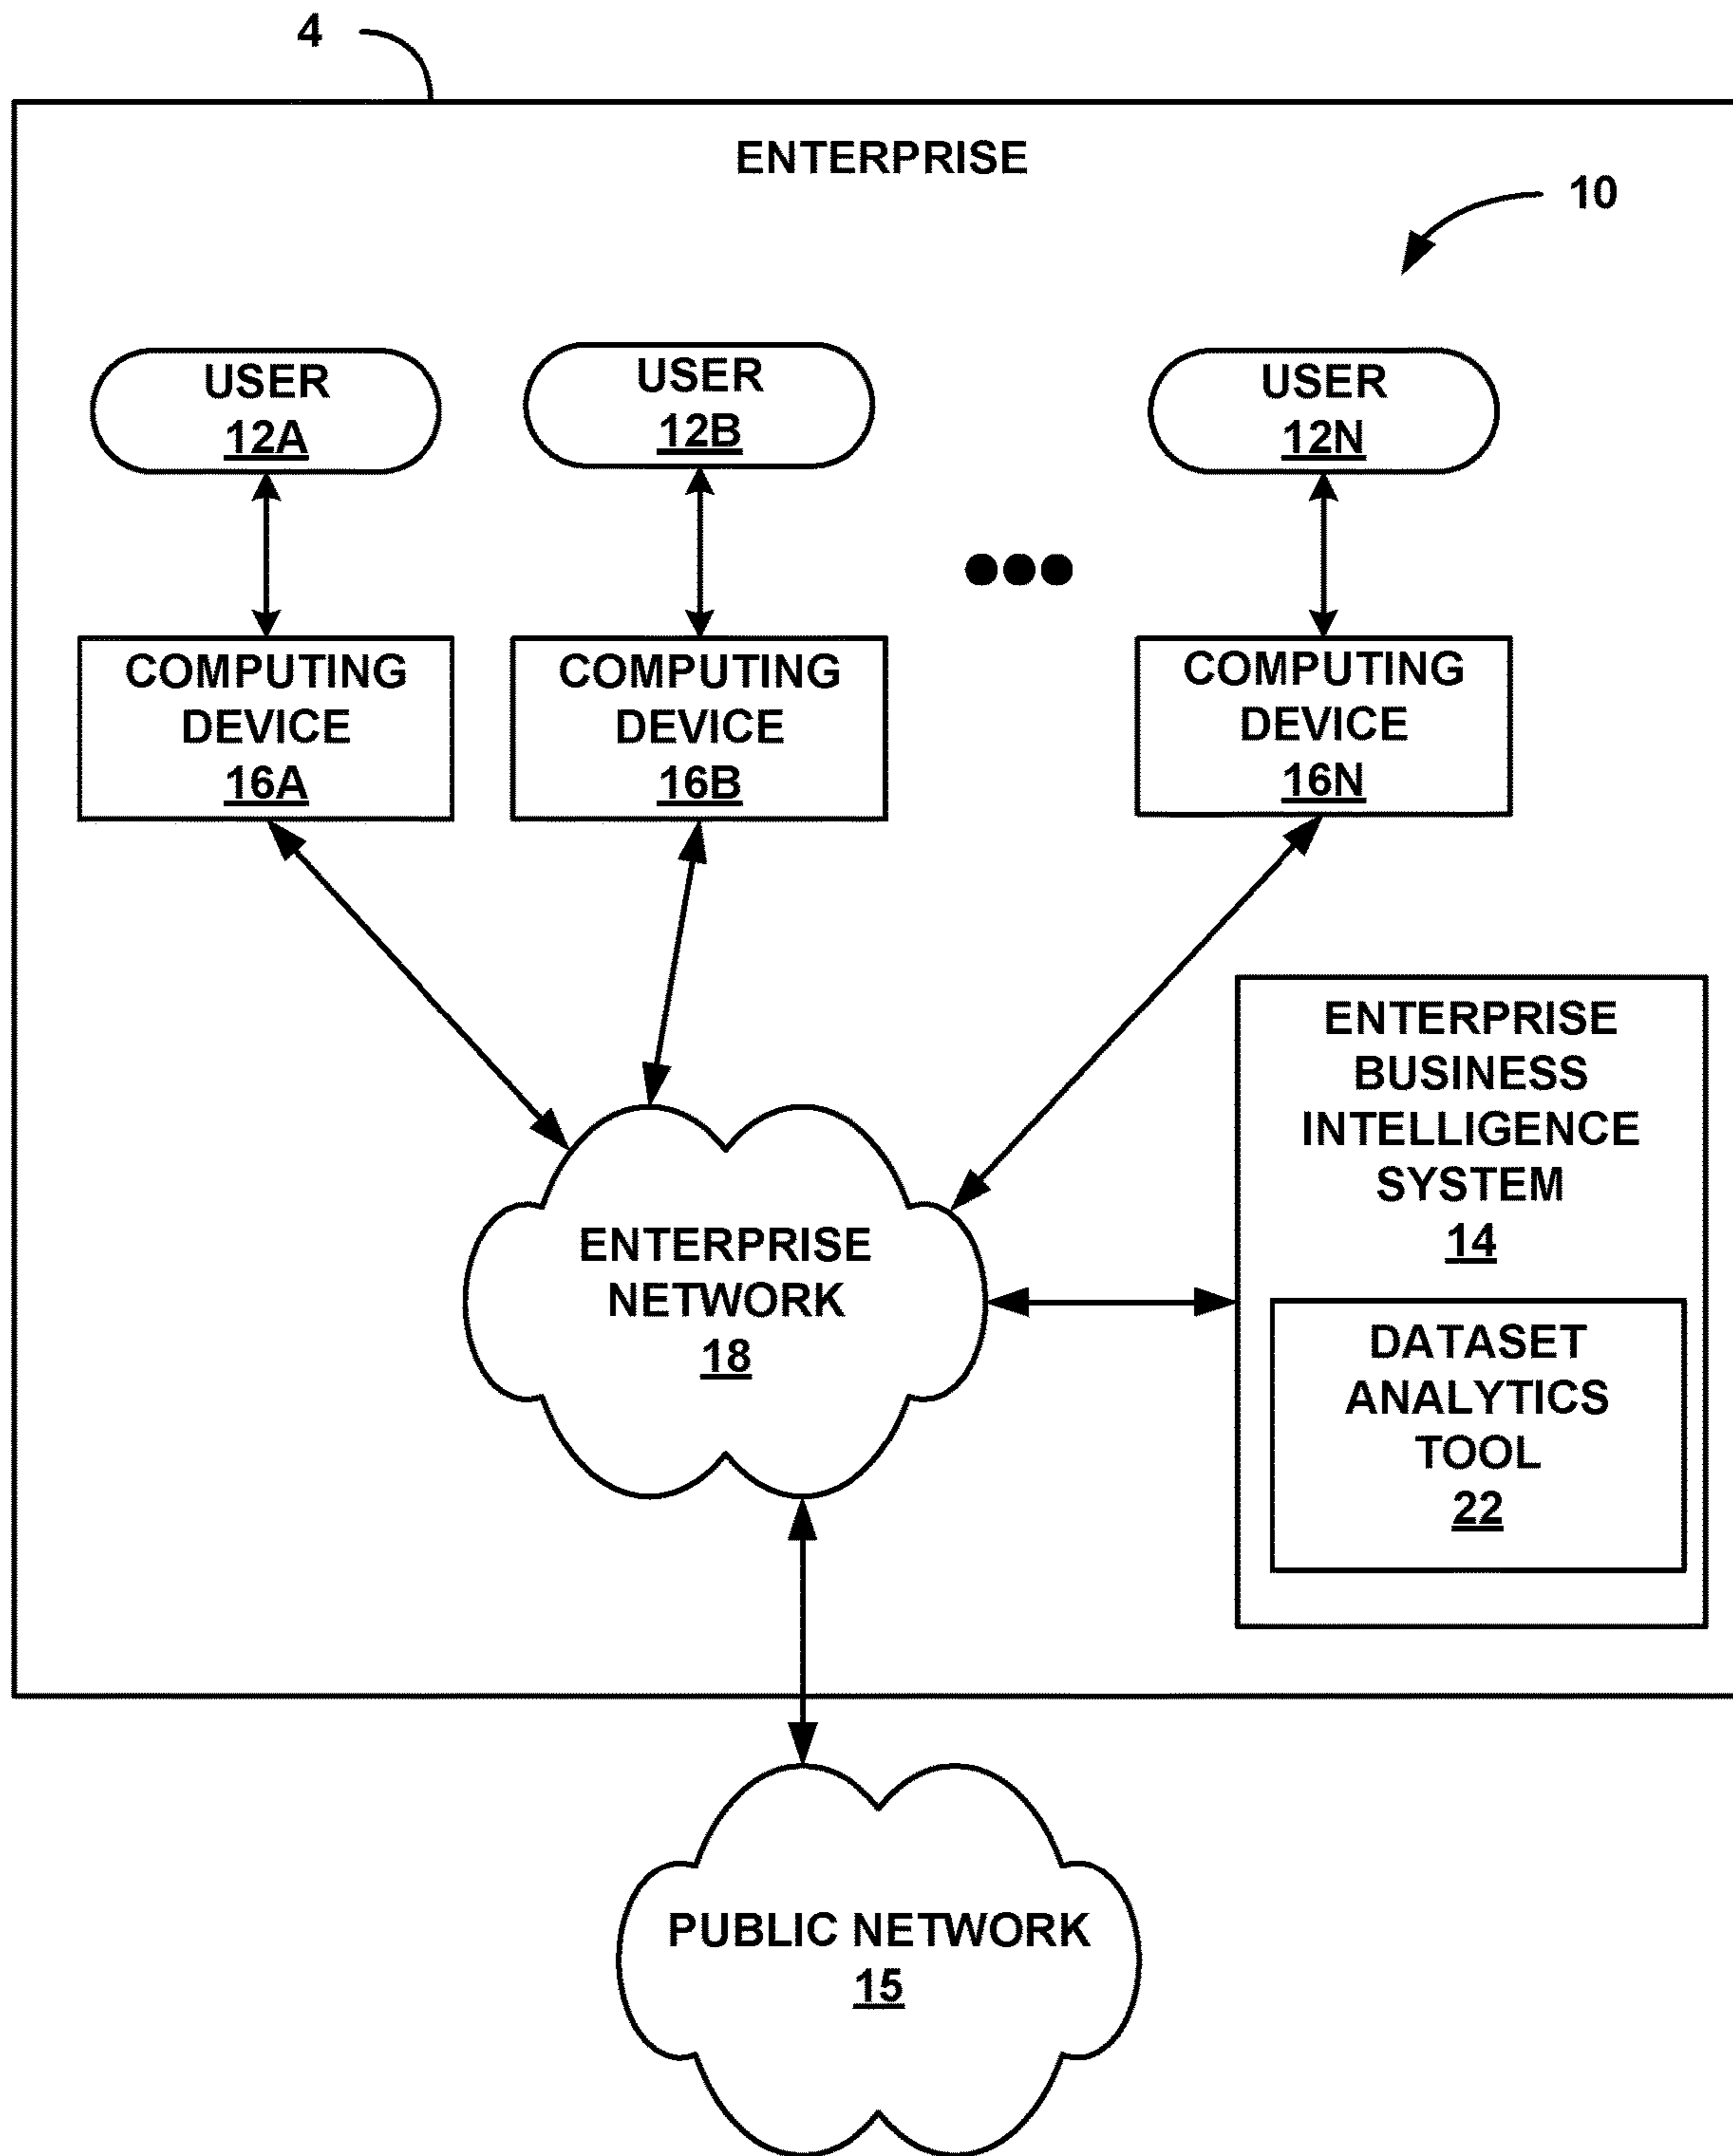 4
ENTERPRISE
10
USER
12A
USER
12B
USER
12N
COMPUTING
DEVICE
16A
COMPUTING
DEVICE
16B
COMPUTING
DEVICE
16N
ENTERPRISE
BUSINESS
INTELLIGENCE
SYSTEM
14
ENTERPRISE
NETWORK
18
DATASET
ANALYTICS
TOOL
22
PUBLIC NETWORK
15